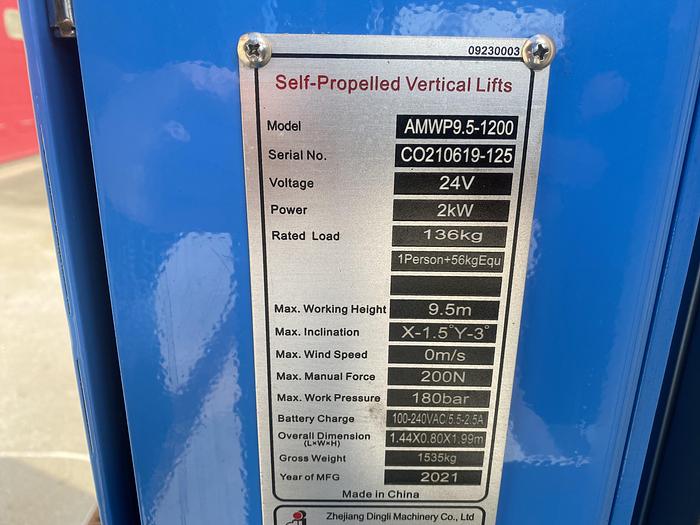 09230003
Self-Propelled Vertical Lifts
Model AMWP9.5-1200
Serial No. CO210619-125
Voltage 24V
Power 2kW
Rated Load 136kg
1Person+56kgEqu
Max. Working Height 9.5m
Max. Inclination X-1.5°Y-3°
Max. Wind Speed 0m/s
Max. Manual Force 200N
Max. Work Pressure 180bar
Battery Charge 100-240VAC/5.5-2.5A
Overall Dimension 1.44X0.80X1.99m
(L×W×H)
Gross Weight 1535kg
Year of MFG 2021
Made in China
Zhejiang Dingli Machinery Co., Ltd